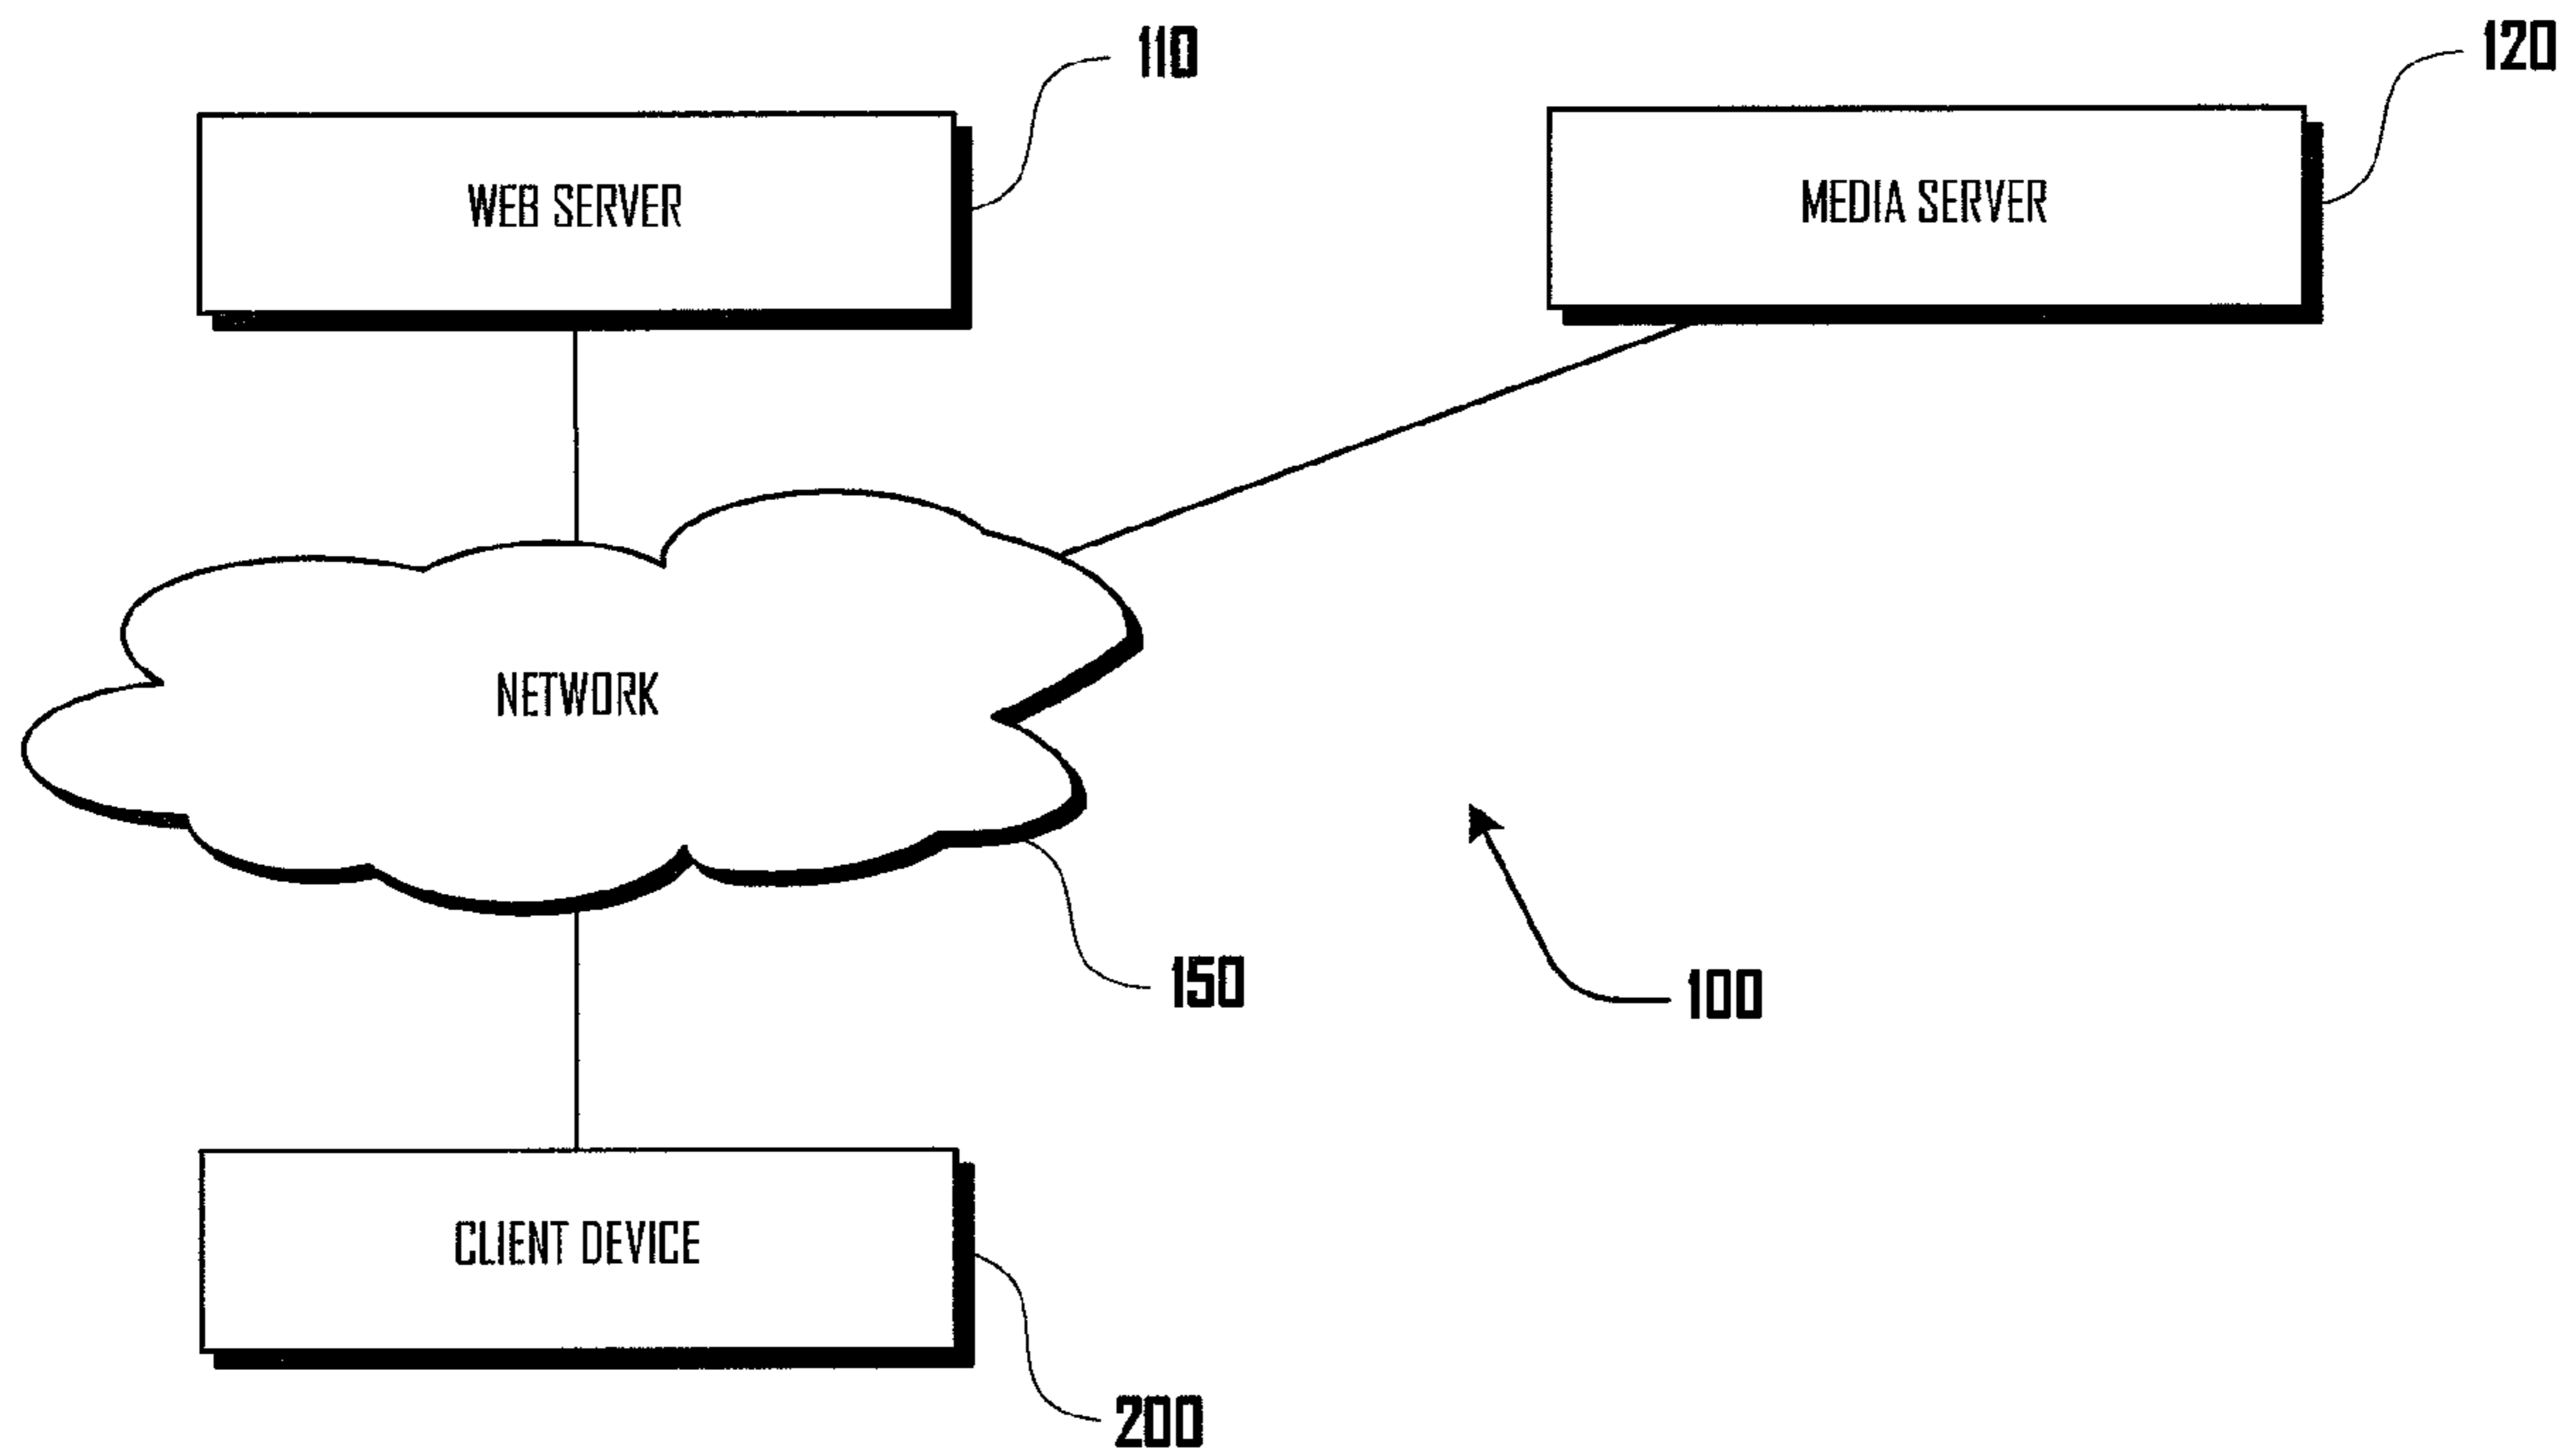 110
120
WEB SERVER
MEDIA SERVER
NETWORK
150
100
CLIENT DEVICE
200